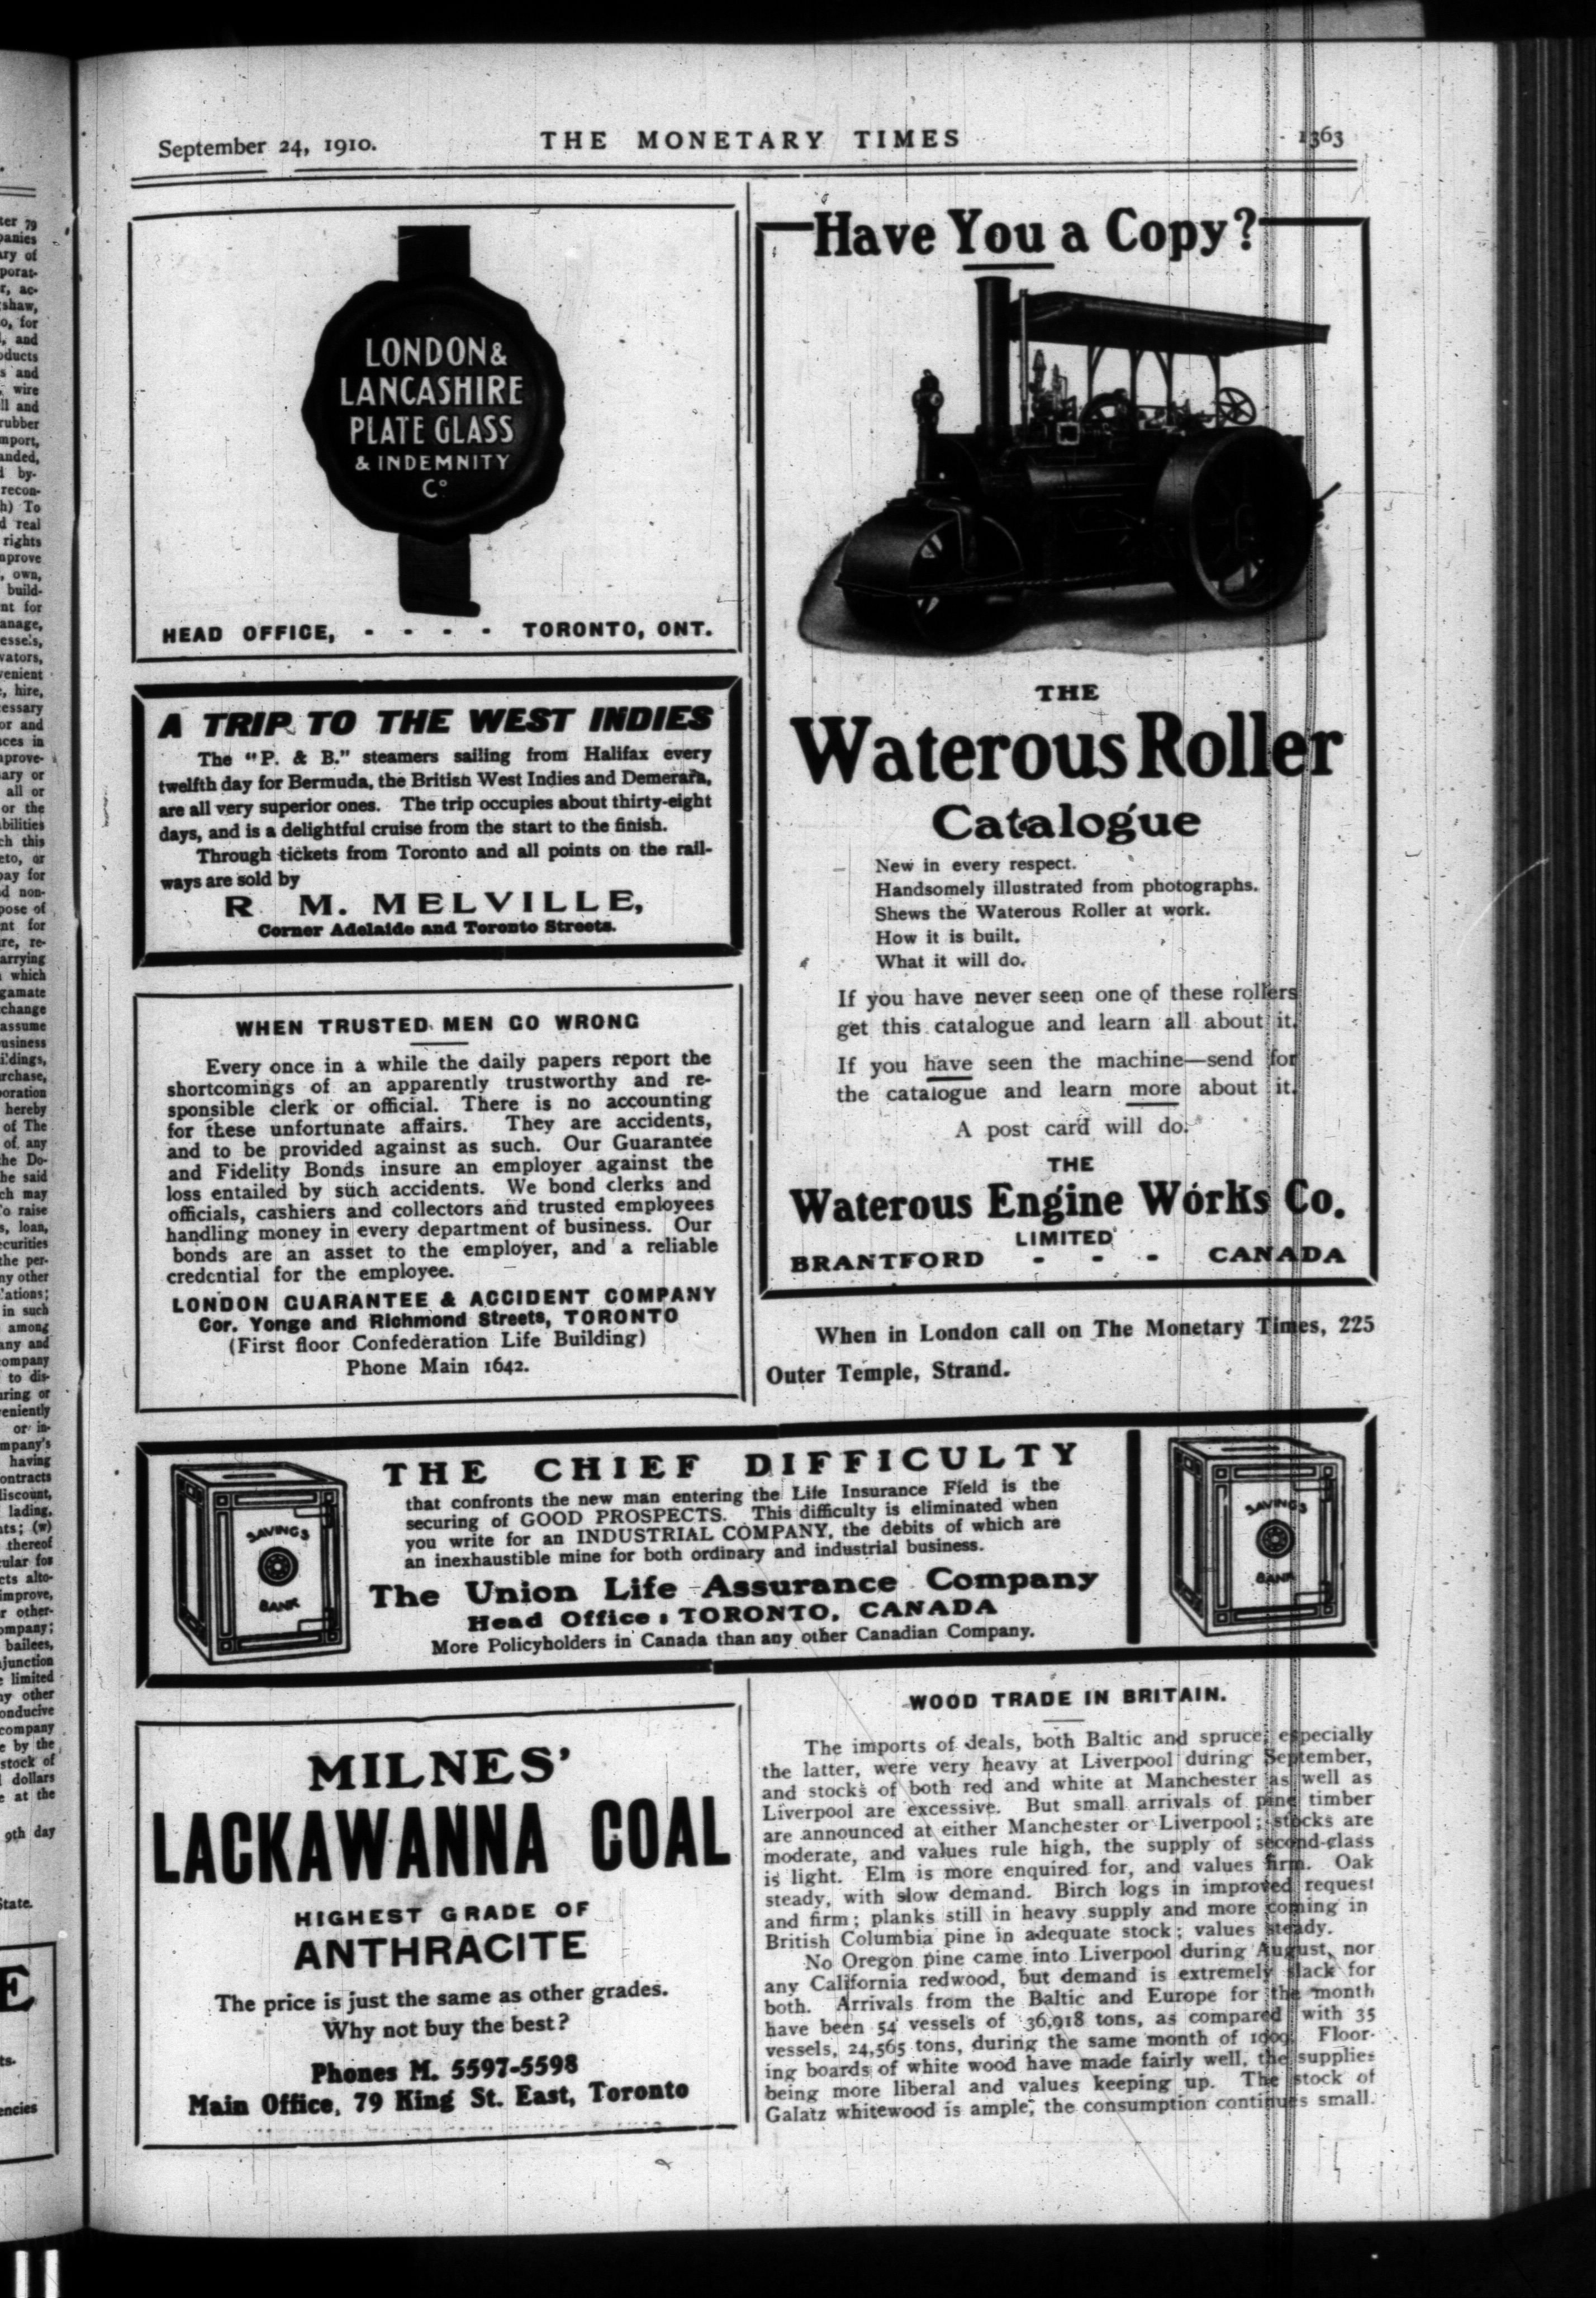 September 24, 1910.
THE MONETARY TIMES
1363
LONDON &
LANCASHIRE
PLATE GLASS
& INDEMNITY
Co
HEAD OFFICE, - - - - TORONTO, ONT.
A TRIP TO THE WEST INDIES
The "P. & B." steamers sailing from Halifax every
twelfth day for Bermuda, the British West Indies and Demerara,
are all very superior ones. The trip occupies about thirty-eight
days, and is a delightful cruise from the start to the finish.
Through tickets from Toronto and all points on the rail-
ways are sold by
R. M. MELVILLE,
Corner Adelaide and Toronto Streets.
WHEN TRUSTED MEN GO WRONG
Every once in a while the daily papers report the
shortcomings of an apparently trustworthy and re-
sponsible clerk or official. There is no accounting
for these unfortunate affairs. They are accidents,
and to be provided against as such. Our Guarantee
and Fidelity Bonds insure an employer against the
loss entailed by such accidents. We bond clerks and
officials, cashiers and collectors and trusted employees
handling money in every department of business. Our
bonds are an asset to the employer, and a reliable
credential for the employee.
LONDON GUARANTEE & ACCIDENT COMPANY
Cor. Yonge and Richmond Streets, TORONTO
(First floor Confederation Life Building)
Phone Main 1642.
Have You a Copy?
THE
Waterous Roller
Catalogue
New in every respect.
Handsomely illustrated from photographs.
Shews the Waterous Roller at work.
How it is built.
What it will do.
If you have never seen one of these rollers
get this catalogue and learn all about it.
If you have seen the machine—send for
the catalogue and learn more about it.
A post card will do.
THE
Waterous Engine Works Co.
LIMITED
BRANTFORD - - - CANADA
When in London call on The Monetary Times, 225
Outer Temple, Strand.
SAVINGS
BANK
THE CHIEF DIFFICULTY
that confronts the new man entering the Life Insurance Field is the
securing of GOOD PROSPECTS. This difficulty is eliminated when
you write for an INDUSTRIAL COMPANY, the debits of which are
an inexhaustible mine for both ordinary and industrial business.
The Union Life Assurance Company
Head Office: TORONTO, CANADA
More Policyholders in Canada than any other Canadian Company.
SAVINGS
BANK
MILNES'
LACKAWANNA COAL
HIGHEST GRADE OF
ANTHRACITE
The price is just the same as other grades.
Why not buy the best?
Phones M. 5597-5598
Main Office, 79 King St. East, Toronto
WOOD TRADE IN BRITAIN.
The imports of deals, both Baltic and spruce, especially
the latter, were very heavy at Liverpool during September,
and stocks of both red and white at Manchester as well as
Liverpool are excessive. But small arrivals of pine timber
are announced at either Manchester or Liverpool; stocks are
moderate, and values rule high, the supply of second-class
is light. Elm is more enquired for, and values firm. Oak
steady, with slow demand. Birch logs in improved request
and firm; planks still in heavy supply and more coming in
British Columbia pine in adequate stock; values steady.
No Oregon pine came into Liverpool during August, nor
any California redwood, but demand is extremely slack for
both. Arrivals from the Baltic and Europe for the month
have been 54 vessels of 36,918 tons, as compared with 35
vessels, 24,565 tons, during the same month of 1909. Floor-
ing boards of white wood have made fairly well, the supplies
being more liberal and values keeping up. The stock of
Galatz whitewood is ample, the consumption continues small.